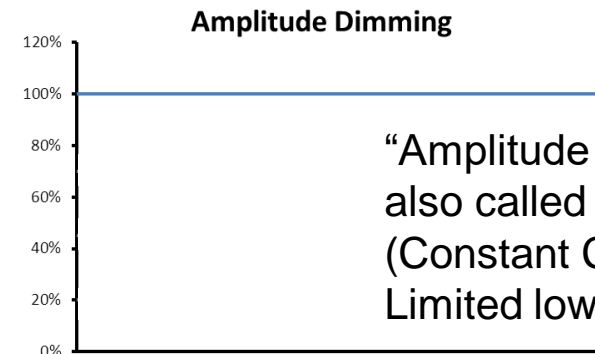 Amplitude Dimming
120%
100%
80%
60%
40%
20%
0%
“Amplitude
also called
(Constant
Limited low